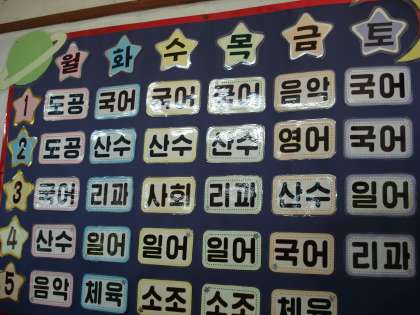 월 화 수 목 금 토
1 도공 국어 국어 국어 음악 국어
2 도공 산수 산수 산수 영어 국어
3 국어 리과 사회 리과 산수 일어
4 산수 일어 일어 일어 국어 리과
5 음악 체육 소조 소조 체육